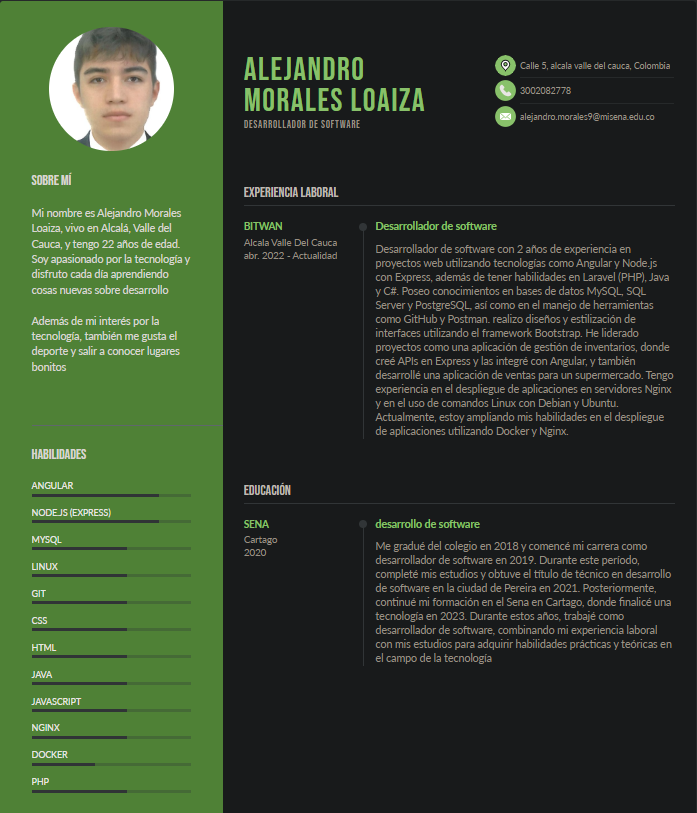 ALEJANDRO
MORALES LOAIZA
DESARROLLADOR DE SOFTWARE
Calle 5, alcala valle del cauca, Colombia
3002082778
alejandro.morales9@misena.edu.co
SOBRE MÍ
Mi nombre es Alejandro Morales
Loaiza, vivo en Alcalá, Valle del
Cauca, y tengo 22 años de edad.
Soy apasionado por la tecnología y
disfruto cada día aprendiendo
cosas nuevas sobre desarrollo
Además de mi interés por la
tecnología, también me gusta el
deporte y salir a conocer lugares
bonitos
HABILIDADES
ANGULAR
NODE.JS (EXPRESS)
MYSQL
LINUX
GIT
CSS
HTML
JAVA
JAVASCRIPT
NGINX
DOCKER
PHP
EXPERIENCIA LABORAL
BITWAN
Alcala Valle Del Cauca
abr. 2022 - Actualidad
Desarrollador de software
Desarrollador de software con 2 años de experiencia en
proyectos web utilizando tecnologías como Angular y Node.js
con Express, además de tener habilidades en Laravel (PHP), Java
y C#. Poseo conocimientos en bases de datos MySQL, SQL
Server y PostgreSQL, así como en el manejo de herramientas
como GitHub y Postman. realizo diseños y estilización de
interfaces utilizando el framework Bootstrap. He liderado
proyectos como una aplicación de gestión de inventarios, donde
creé APIs en Express y las integré con Angular, y también
desarrollé una aplicación de ventas para un supermercado. Tengo
experiencia en el despliegue de aplicaciones en servidores Nginx
y en el uso de comandos Linux con Debian y Ubuntu.
Actualmente, estoy ampliando mis habilidades en el despliegue
de aplicaciones utilizando Docker y Nginx.
EDUCACIÓN
SENA
Cartago
2020
desarrollo de software
Me gradué del colegio en 2018 y comencé mi carrera como
desarrollador de software en 2019. Durante este período,
completé mis estudios y obtuve el título de técnico en desarrollo
de software en la ciudad de Pereira en 2021. Posteriormente,
continué mi formación en el Sena en Cartago, donde finalicé una
tecnología en 2023. Durante estos años, trabajé como
desarrollador de software, combinando mi experiencia laboral
con mis estudios para adquirir habilidades prácticas y teóricas en
el campo de la tecnología